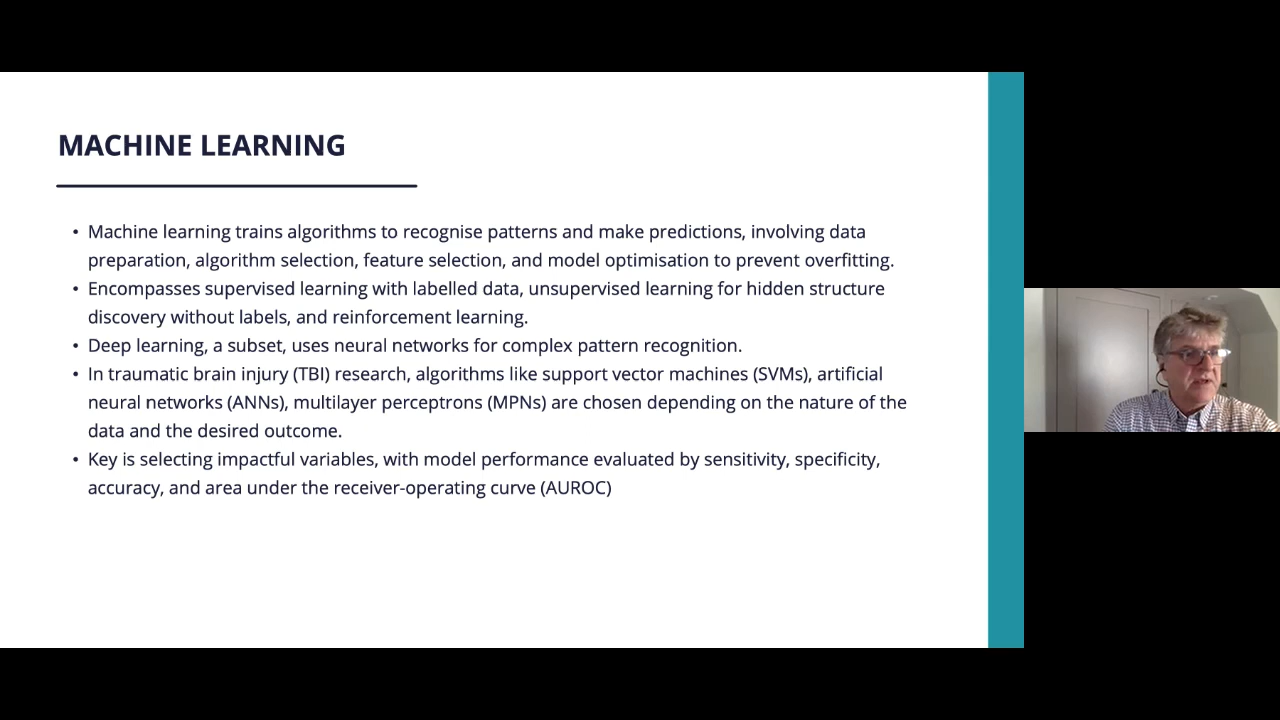 MACHINE LEARNING
• Machine learning trains algorithms to recognise patterns and make predictions, involving data
preparation, algorithm selection, feature selection, and model optimisation to prevent overfitting.
• Encompasses supervised learning with labelled data, unsupervised learning for hidden structure
discovery without labels, and reinforcement learning.
• Deep learning, a subset, uses neural networks for complex pattern recognition.
• In traumatic brain injury (TBI) research, algorithms like support vector machines (SVMs), artificial
neural networks (ANNs), multilayer perceptrons (MPNs) are chosen depending on the nature of the
data and the desired outcome.
• Key is selecting impactful variables, with model performance evaluated by sensitivity, specificity,
accuracy, and area under the receiver-operating curve (AUROC)